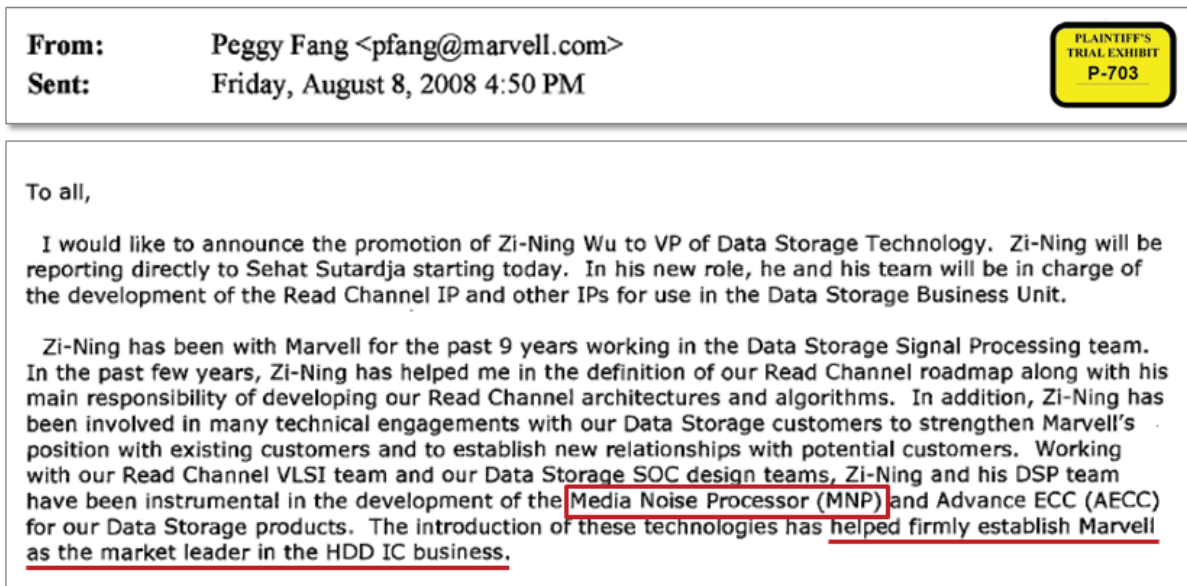 From: Peggy Fang <pfang@marvell.com>
Sent: Friday, August 8, 2008 4:50 PM
PLAINTIFF'S
TRIAL EXHIBIT
P-703
To all,
I would like to announce the promotion of Zi-Ning Wu to VP of Data Storage Technology. Zi-Ning will be
reporting directly to Sehat Sutardja starting today. In his new role, he and his team will be in charge of
the development of the Read Channel IP and other IPs for use in the Data Storage Business Unit.
Zi-Ning has been with Marvell for the past 9 years working in the Data Storage Signal Processing team.
In the past few years, Zi-Ning has helped me in the definition of our Read Channel roadmap along with his
main responsibility of developing our Read Channel architectures and algorithms. In addition, Zi-Ning has
been involved in many technical engagements with our Data Storage customers to strengthen Marvell's
position with existing customers and to establish new relationships with potential customers. Working
with our Read Channel VLSI team and our Data Storage SOC design teams, Zi-Ning and his DSP team
have been instrumental in the development of the Media Noise Processor (MNP) and Advance ECC (AECC)
for our Data Storage products. The introduction of these technologies has helped firmly establish Marvell
as the market leader in the HDD IC business.